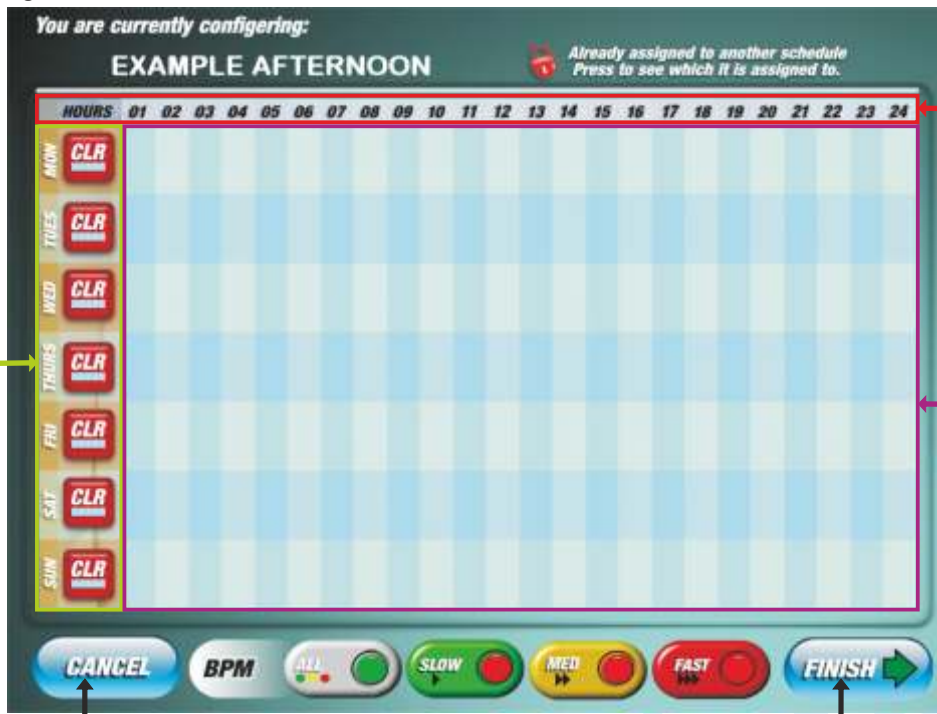 You are currently configering:
EXAMPLE AFTERNOON
Already assigned to another schedule
Press to see which it is assigned to.
HOURS 01 02 03 04 05 06 07 08 09 10 11 12 13 14 15 16 17 18 19 20 21 22 23 24
MON CLR
TUES CLR
WED CLR
THURS CLR
FRI CLR
SAT CLR
SUN CLR
CANCEL BPM ALL SLOW MED FAST FINISH